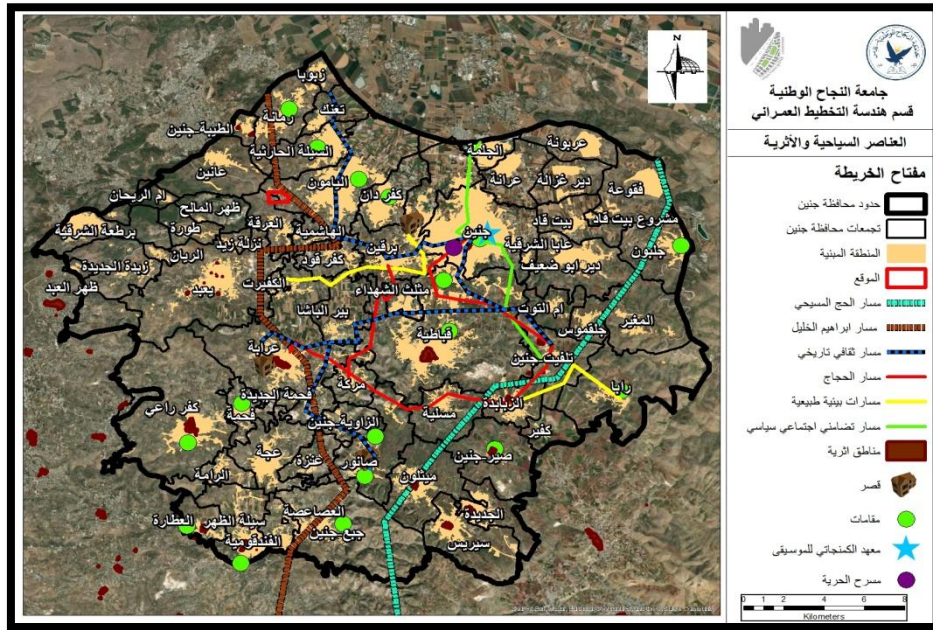 جامعة النجاح الوطنية
قسم هندسة التخطيط العمراني
العناصر السياحية والأثرية
مفتاح الخريطة
حدود محافظة جنين
تجمعات محافظة جنين
المنطقة المبنية
الموقع
مسار الحج المسيحي
مسار ابراهيم الخليل
مسار ثقافي تاريخي
مسار الحجاج
مسارات بيئية طبيعية
مسار تضامني اجتماعي سياسي
مناطق اثرية
قصر
مقامات
معهد الكمنجاتي للموسيقى
مسرح الحرية
0 1 2 4 6 8
Kilometers
N
زبوبا
تعنك
رمانة
الطيبة-جنين
السيلة الحارثية
عانين
اليامون
كفر دان
الجلمة
عربونة
عرانة
دير غزالة
فقوعة
ام الريحان
ظهر المالح
العرقة
الهاشمية
برقين
جنين
بيت قاد
مشروع بيت قاد
برطعة الشرقية
طورة
نزلة زيد
الريان
كفر قود
عابا الشرقية
دير ابو ضعيف
جلبون
زبدة الجديدة
ظهر العبد
يعبد
الكفيرت
مثلث الشهداء
بير الباشا
ام التوت
جلقموس
المغير
عرابة
قباطية
تلفيت-جنين
مركة
رابا
فحمة الجديدة
فحمة
كفر راعي
مسلية
الزبابدة
الزاوية-جنين
كفير
صير-جنين
عجة
عنزة
صانور
ميثلون
الرامة
العصاعصة
الجديدة
سيلة الظهر
العطارة
جبع-جنين
الفندقومية
سيريس